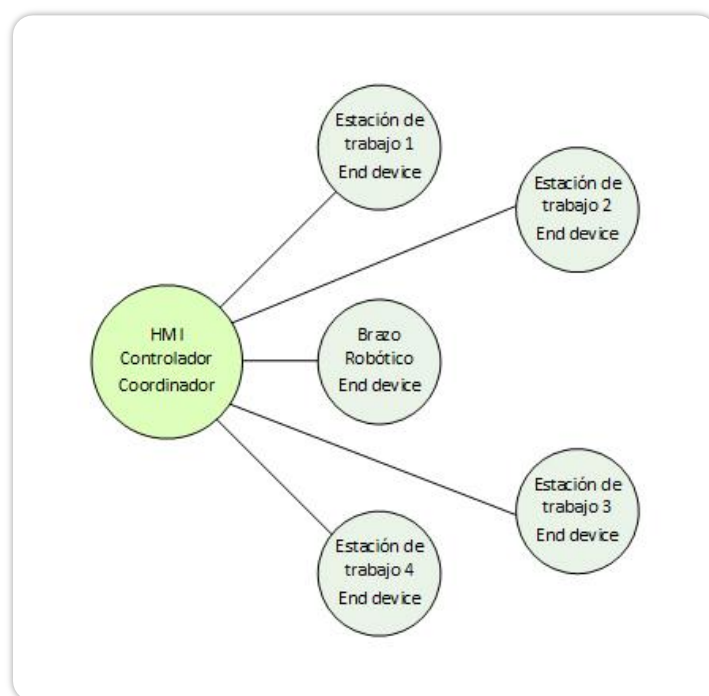 Estación de
trabajo 1
End device
Estación de
trabajo 2
End device
HMI
Controlador
Coordinador
Brazo
Robótico
End device
Estación de
trabajo 3
End device
Estación de
trabajo 4
End device